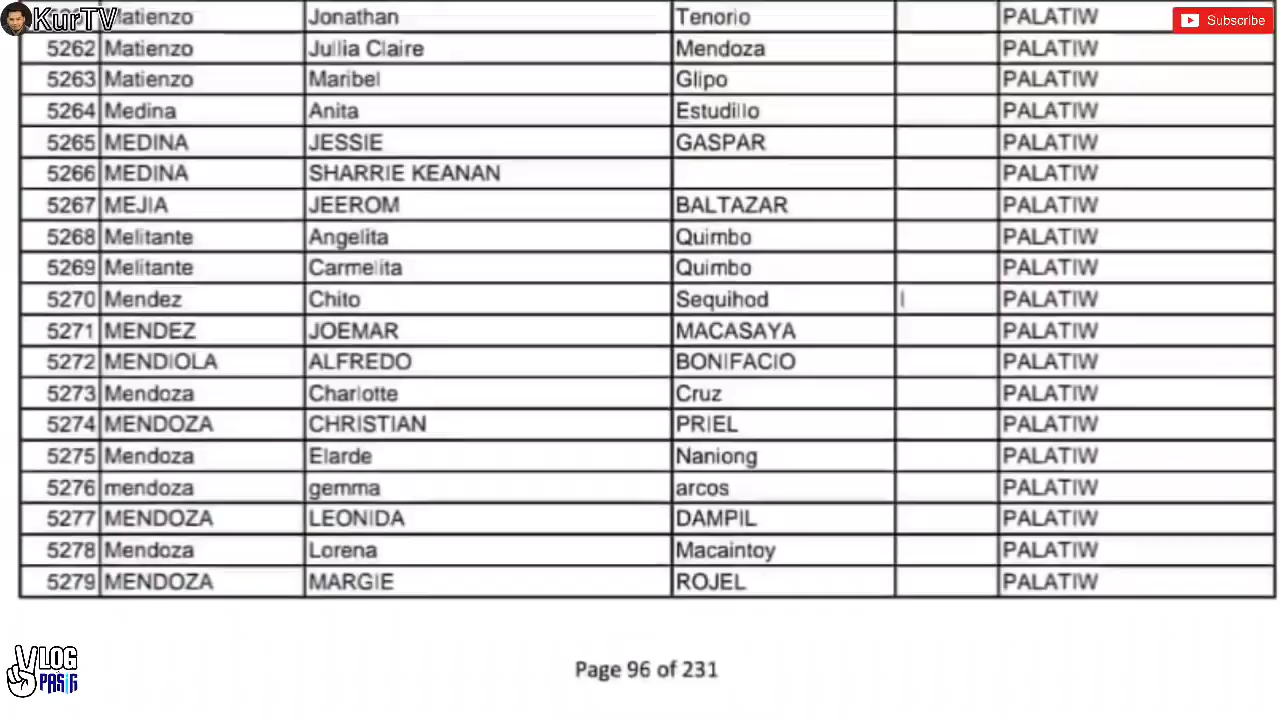 KurTV
Subscribe
Matienzo Jonathan Tenorio PALATIW
5262 Matienzo Jullia Claire Mendoza PALATIW
5263 Matienzo Maribel Glipo PALATIW
5264 Medina Anita Estudillo PALATIW
5265 MEDINA JESSIE GASPAR PALATIW
5266 MEDINA SHARRIE KEANAN PALATIW
5267 MEJIA JEEROM BALTAZAR PALATIW
5268 Melitante Angelita Quimbo PALATIW
5269 Melitante Carmelita Quimbo PALATIW
5270 Mendez Chito Sequihod I PALATIW
5271 MENDEZ JOEMAR MACASAYA PALATIW
5272 MENDIOLA ALFREDO BONIFACIO PALATIW
5273 Mendoza Charlotte Cruz PALATIW
5274 MENDOZA CHRISTIAN PRIEL PALATIW
5275 Mendoza Elarde Naniong PALATIW
5276 mendoza gemma arcos PALATIW
5277 MENDOZA LEONIDA DAMPIL PALATIW
5278 Mendoza Lorena Macaintoy PALATIW
5279 MENDOZA MARGIE ROJEL PALATIW
VLOG
PASIG
Page 96 of 231